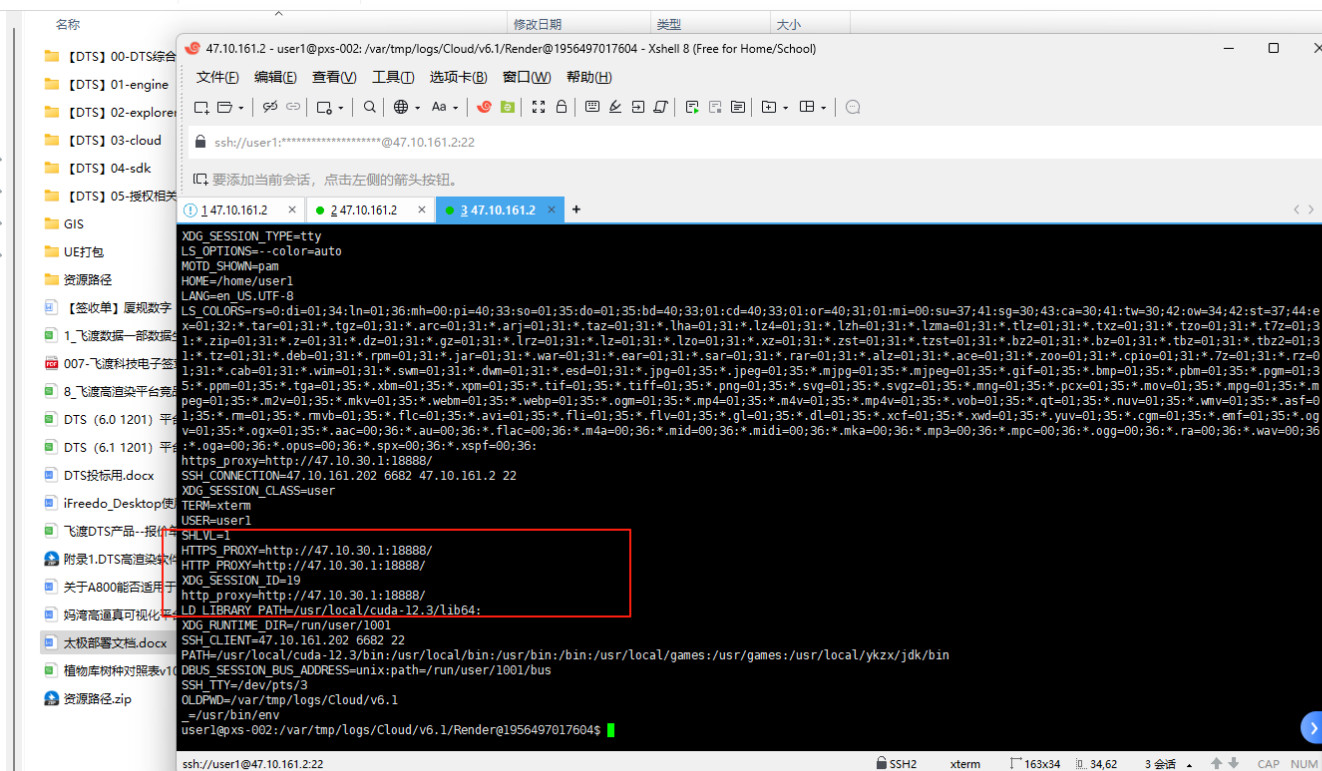 名称 修改日期 类型 大小
【DTS】00-DTS综合
【DTS】01-engine
【DTS】02-explorer
【DTS】03-cloud
【DTS】04-sdk
【DTS】05-授权相关
GIS
UE打包
资源路径
【签收单】厦规数字
1_飞渡数据一部数据生
007-飞渡科技电子签章
8_飞渡高渲染平台竞品
DTS（6.0 1201）平台
DTS（6.1 1201）平台
DTS投标用.docx
iFreedo_Desktop使用
飞渡DTS产品--报价单
附录1.DTS高渲染软件
关于A800能否适用于
妈湾高逼真可视化平台
太极部署文档.docx
植物库树种对照表v10
资源路径.zip
47.10.161.2 - user1@pxs-002: /var/tmp/logs/Cloud/v6.1/Render@1956497017604 - Xshell 8 (Free for Home/School)
文件(F) 编辑(E) 查看(V) 工具(T) 选项卡(B) 窗口(W) 帮助(H)
Aa
ssh://user1:********************@47.10.161.2:22
要添加当前会话，点击左侧的箭头按钮。
1 47.10.161.2 × 2 47.10.161.2 × 3 47.10.161.2 × +
XDG_SESSION_TYPE=tty
LS_OPTIONS=--color=auto
MOTD_SHOWN=pam
HOME=/home/user1
LANG=en_US.UTF-8
LS_COLORS=rs=0:di=01;34:ln=01;36:mh=00:pi=40;33:so=01;35:do=01;35:bd=40;33;01:cd=40;33;01:or=40;31;01:mi=00:su=37;41:sg=30;43:ca=30;41:tw=30;42:ow=34;42:st=37;44:e
x=01;32:*.tar=01;31:*.tgz=01;31:*.arc=01;31:*.arj=01;31:*.taz=01;31:*.lha=01;31:*.lz4=01;31:*.lzh=01;31:*.lzma=01;31:*.tlz=01;31:*.txz=01;31:*.tzo=01;31:*.t7z=01;3
1:*.zip=01;31:*.z=01;31:*.dz=01;31:*.gz=01;31:*.lrz=01;31:*.lz=01;31:*.lzo=01;31:*.xz=01;31:*.zst=01;31:*.tzst=01;31:*.bz2=01;31:*.bz=01;31:*.tbz=01;31:*.tbz2=01;3
1:*.tz=01;31:*.deb=01;31:*.rpm=01;31:*.jar=01;31:*.war=01;31:*.ear=01;31:*.sar=01;31:*.rar=01;31:*.alz=01;31:*.ace=01;31:*.zoo=01;31:*.cpio=01;31:*.7z=01;31:*.rz=0
1;31:*.cab=01;31:*.wim=01;31:*.swm=01;31:*.dwm=01;31:*.esd=01;31:*.jpg=01;35:*.jpeg=01;35:*.mjpg=01;35:*.mjpeg=01;35:*.gif=01;35:*.bmp=01;35:*.pbm=01;35:*.pgm=01;3
5:*.ppm=01;35:*.tga=01;35:*.xbm=01;35:*.xpm=01;35:*.tif=01;35:*.tiff=01;35:*.png=01;35:*.svg=01;35:*.svgz=01;35:*.mng=01;35:*.pcx=01;35:*.mov=01;35:*.mpg=01;35:*.m
peg=01;35:*.m2v=01;35:*.mkv=01;35:*.webm=01;35:*.webp=01;35:*.ogm=01;35:*.mp4=01;35:*.m4v=01;35:*.mp4v=01;35:*.vob=01;35:*.qt=01;35:*.nuv=01;35:*.wmv=01;35:*.asf=0
1;35:*.rm=01;35:*.rmvb=01;35:*.flc=01;35:*.avi=01;35:*.fli=01;35:*.flv=01;35:*.gl=01;35:*.dl=01;35:*.xcf=01;35:*.xwd=01;35:*.yuv=01;35:*.cgm=01;35:*.emf=01;35:*.og
v=01;35:*.ogx=01;35:*.aac=00;36:*.au=00;36:*.flac=00;36:*.m4a=00;36:*.mid=00;36:*.midi=00;36:*.mka=00;36:*.mp3=00;36:*.mpc=00;36:*.ogg=00;36:*.ra=00;36:*.wav=00;36
:*.oga=00;36:*.opus=00;36:*.spx=00;36:*.xspf=00;36:
https_proxy=http://47.10.30.1:18888/
SSH_CONNECTION=47.10.161.202 6682 47.10.161.2 22
XDG_SESSION_CLASS=user
TERM=xterm
USER=user1
SHLVL=1
HTTPS_PROXY=http://47.10.30.1:18888/
HTTP_PROXY=http://47.10.30.1:18888/
XDG_SESSION_ID=19
http_proxy=http://47.10.30.1:18888/
LD_LIBRARY_PATH=/usr/local/cuda-12.3/lib64:
XDG_RUNTIME_DIR=/run/user/1001
SSH_CLIENT=47.10.161.202 6682 22
PATH=/usr/local/cuda-12.3/bin:/usr/local/bin:/usr/bin:/bin:/usr/local/games:/usr/games:/usr/local/ykzx/jdk/bin
DBUS_SESSION_BUS_ADDRESS=unix:path=/run/user/1001/bus
SSH_TTY=/dev/pts/3
OLDPWD=/var/tmp/logs/Cloud/v6.1
_=/usr/bin/env
user1@pxs-002:/var/tmp/logs/Cloud/v6.1/Render@1956497017604$
ssh://user1@47.10.161.2:22 SSH2 xterm 163x34 34,62 3 会话 CAP NUM